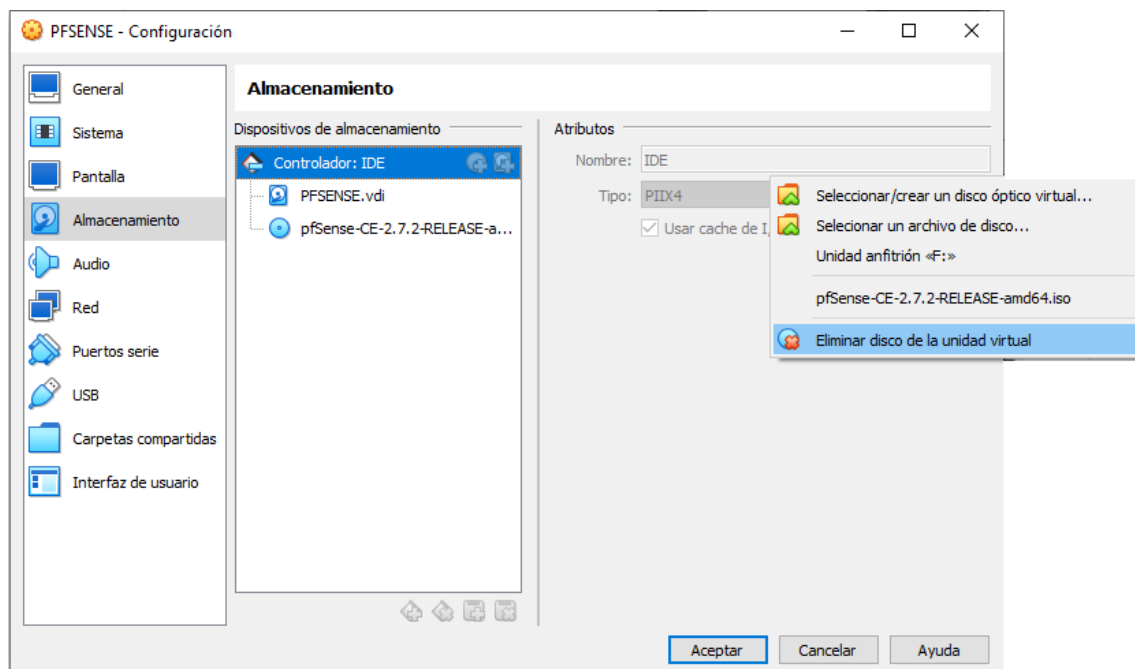 PFSENSE - Configuración
General
Sistema
Pantalla
Almacenamiento
Audio
Red
Puertos serie
USB
Carpetas compartidas
Interfaz de usuario
Almacenamiento
Dispositivos de almacenamiento
Controlador: IDE
PFSENSE.vdi
pfSense-CE-2.7.2-RELEASE-a...
Atributos
Nombre: IDE
Tipo: PIIX4
Usar cache de I/
Seleccionar/crear un disco óptico virtual...
Selecionar un archivo de disco...
Unidad anfitrión «F:»
pfSense-CE-2.7.2-RELEASE-amd64.iso
Eliminar disco de la unidad virtual
Aceptar
Cancelar
Ayuda